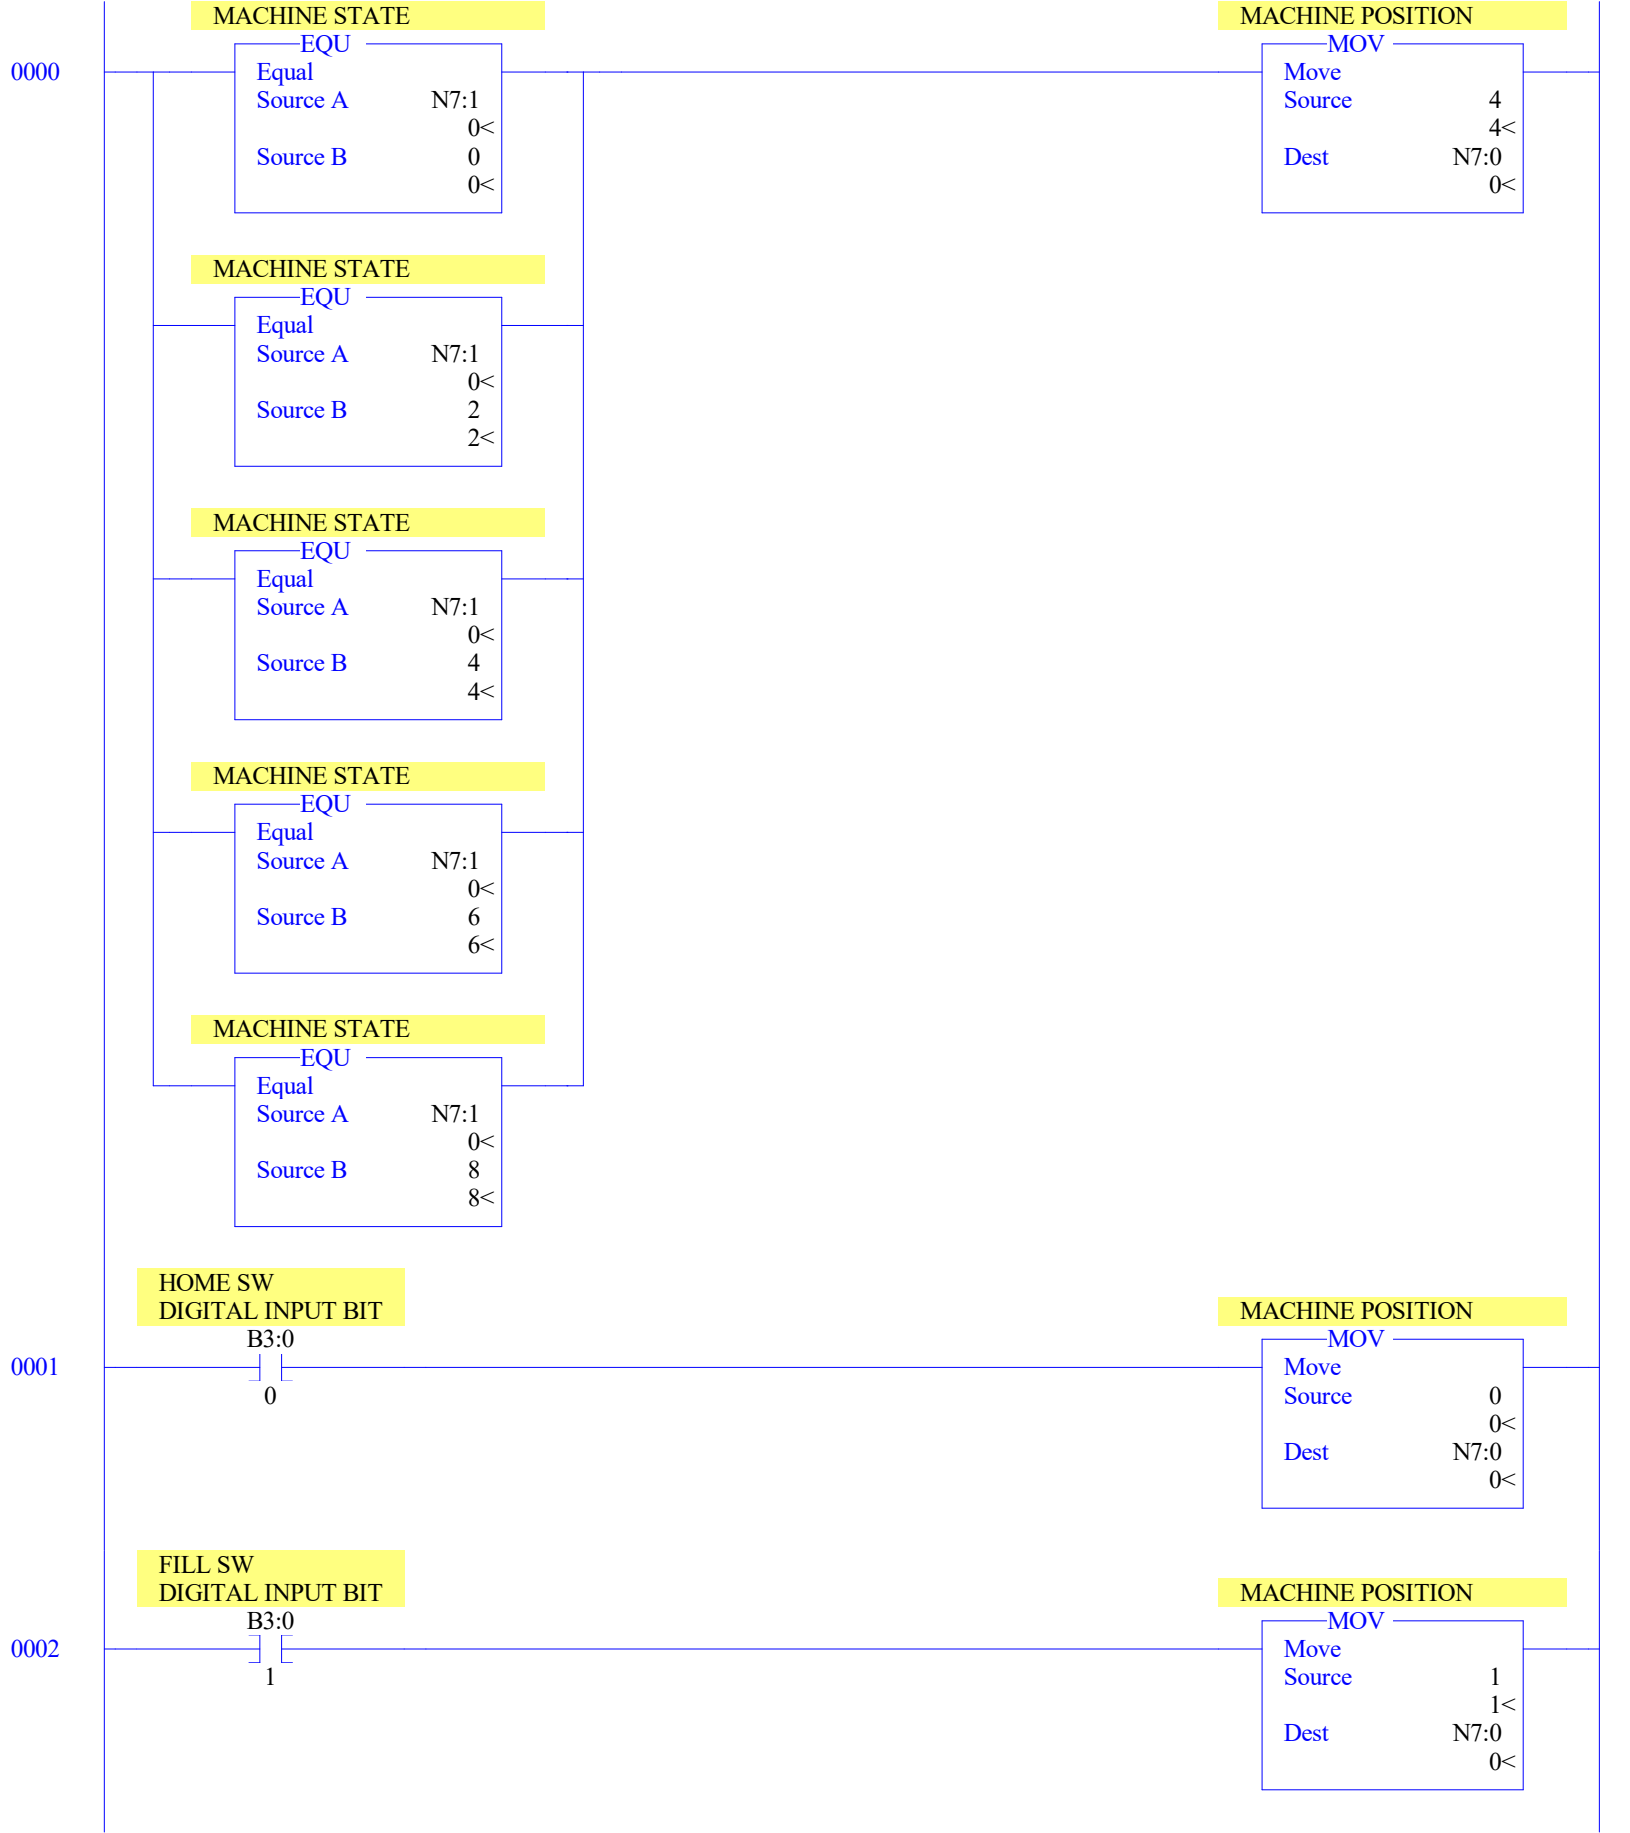 MACHINE STATE
EQU
Equal
Source A N7:1
0<
Source B 0
0<
MACHINE POSITION
MOV
Move
Source 4
4<
Dest N7:0
0<
0000
MACHINE STATE
EQU
Equal
Source A N7:1
0<
Source B 2
2<
MACHINE STATE
EQU
Equal
Source A N7:1
0<
Source B 4
4<
MACHINE STATE
EQU
Equal
Source A N7:1
0<
Source B 6
6<
MACHINE STATE
EQU
Equal
Source A N7:1
0<
Source B 8
8<
HOME SW
DIGITAL INPUT BIT
B3:0
0
0001
MACHINE POSITION
MOV
Move
Source 0
0<
Dest N7:0
0<
FILL SW
DIGITAL INPUT BIT
B3:0
1
0002
MACHINE POSITION
MOV
Move
Source 1
1<
Dest N7:0
0<